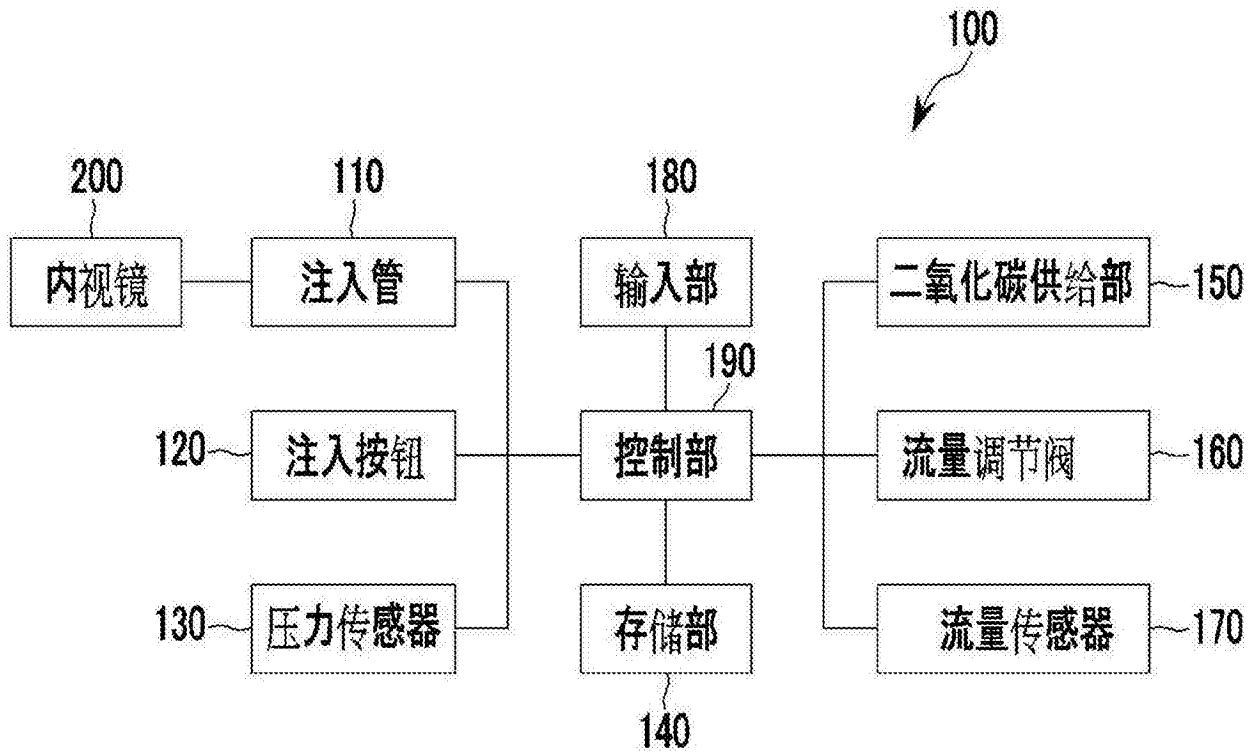 100
200
110
180
内视镜
注入管
输入部
二氧化碳供给部
150
190
120
注入按钮
控制部
流量调节阀
160
130
压力传感器
存储部
流量传感器
170
140